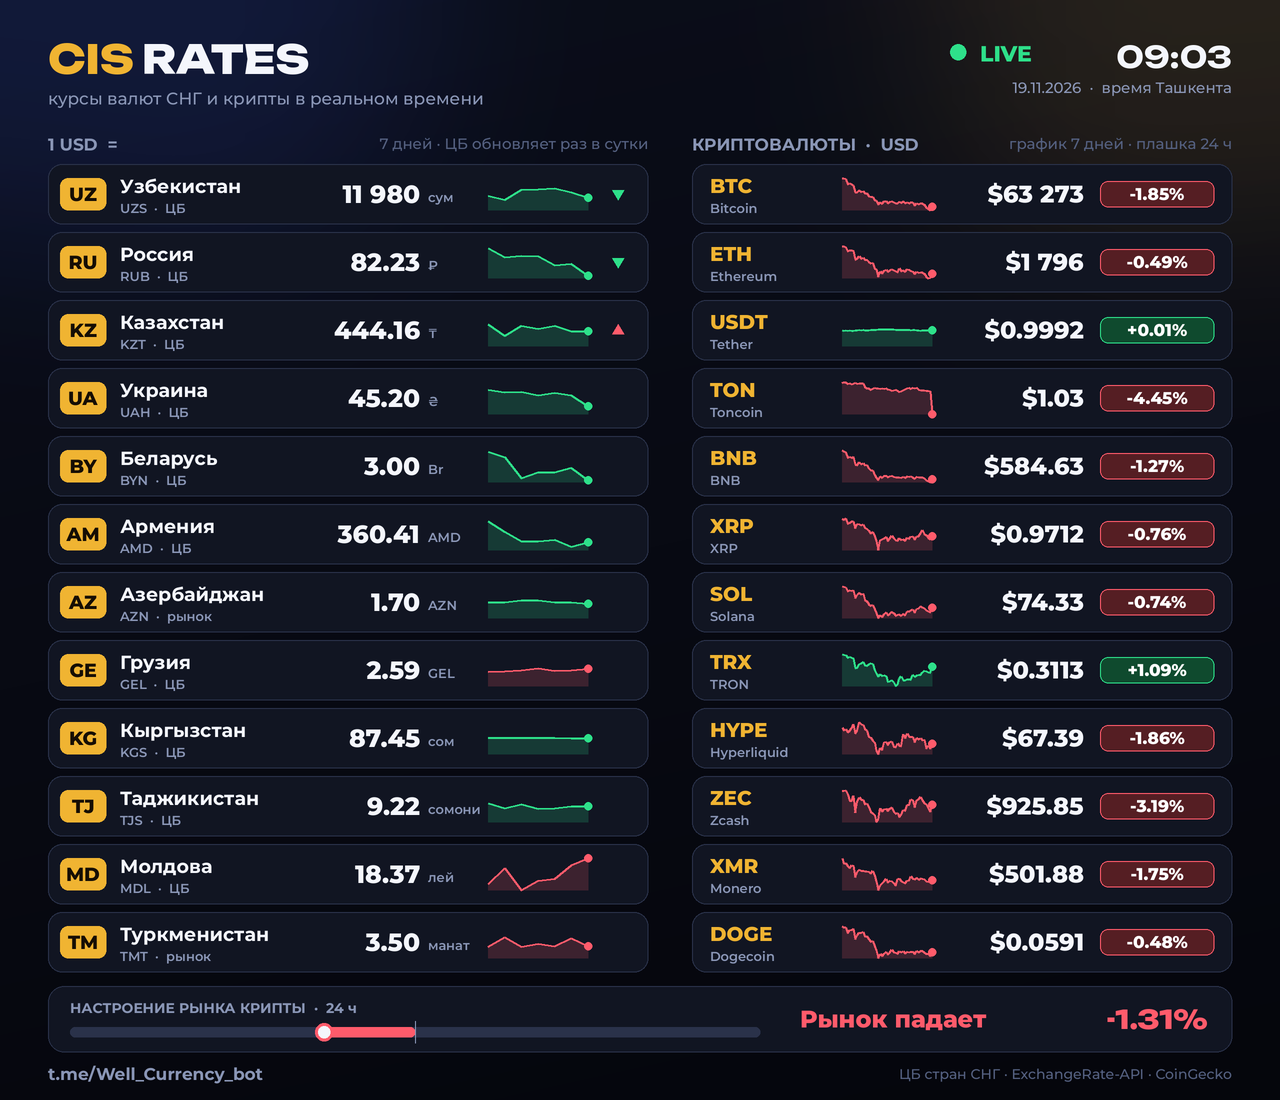 CIS RATES
курсы валют СНГ и крипты в реальном времени
LIVE 09:03
19.11.2026 · время Ташкента
1 USD = 7 дней · ЦБ обновляет раз в сутки
UZ Узбекистан 11 980 сум
UZS · ЦБ
RU Россия 82.23 ₽
RUB · ЦБ
KZ Казахстан 444.16 ₸
KZT · ЦБ
UA Украина 45.20 ₴
UAH · ЦБ
BY Беларусь 3.00 Br
BYN · ЦБ
AM Армения 360.41 AMD
AMD · ЦБ
AZ Азербайджан 1.70 AZN
AZN · рынок
GE Грузия 2.59 GEL
GEL · ЦБ
KG Кыргызстан 87.45 сом
KGS · ЦБ
TJ Таджикистан 9.22 сомони
TJS · ЦБ
MD Молдова 18.37 лей
MDL · ЦБ
TM Туркменистан 3.50 манат
TMT · рынок
КРИПТОВАЛЮТЫ · USD график 7 дней · плашка 24 ч
BTC $63 273 -1.85%
Bitcoin
ETH $1 796 -0.49%
Ethereum
USDT $0.9992 +0.01%
Tether
TON $1.03 -4.45%
Toncoin
BNB $584.63 -1.27%
BNB
XRP $0.9712 -0.76%
XRP
SOL $74.33 -0.74%
Solana
TRX $0.3113 +1.09%
TRON
HYPE $67.39 -1.86%
Hyperliquid
ZEC $925.85 -3.19%
Zcash
XMR $501.88 -1.75%
Monero
DOGE $0.0591 -0.48%
Dogecoin
НАСТРОЕНИЕ РЫНКА КРИПТЫ · 24 ч
Рынок падает -1.31%
t.me/Well_Currency_bot
ЦБ стран СНГ · ExchangeRate-API · CoinGecko